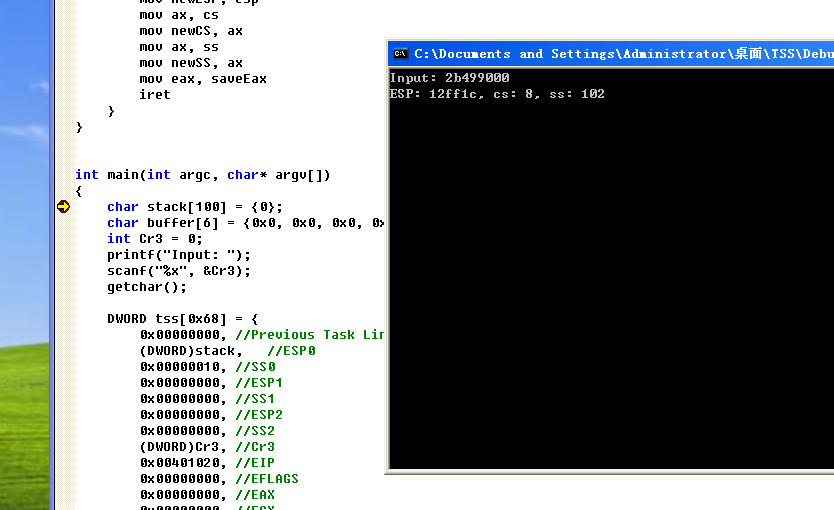 mov newESP, esp
mov ax, cs
mov newCS, ax
mov ax, ss
mov newSS, ax
mov eax, saveEax
iret
}
}
int main(int argc, char* argv[])
{
char stack[100] = {0};
char buffer[6] = {0x0, 0x0, 0x0, 0x
int Cr3 = 0;
printf("Input: ");
scanf("%x", &Cr3);
getchar();
DWORD tss[0x68] = {
0x00000000, //Previous Task Lin
(DWORD)stack, //ESP0
0x00000010, //SS0
0x00000000, //ESP1
0x00000000, //SS1
0x00000000, //ESP2
0x00000000, //SS2
(DWORD)Cr3, //Cr3
0x00401020, //EIP
0x00000000, //EFLAGS
0x00000000, //EAX
0x00000000, //ECX
C:\Documents and Settings\Administrator\桌面\TSS\Debu
Input: 2b499000
ESP: 12ff1c, cs: 8, ss: 102